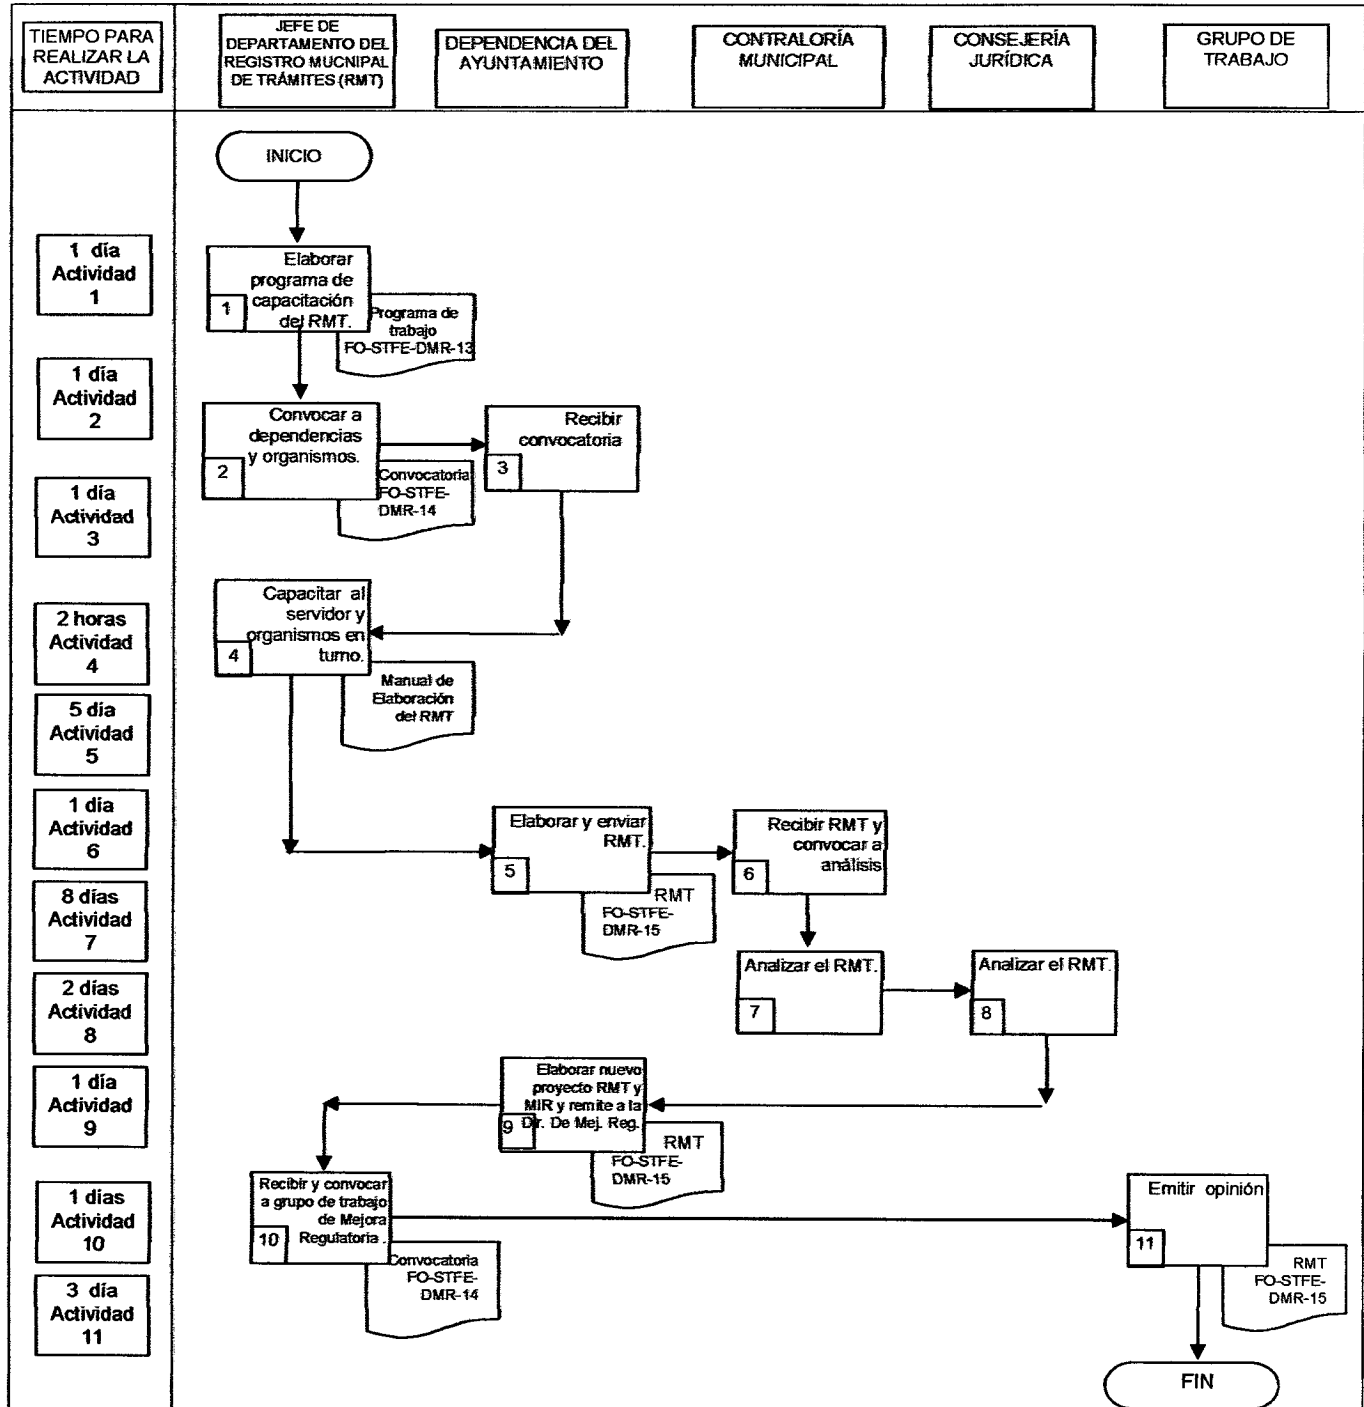 TIEMPO PARA
REALIZAR LA
ACTIVIDAD
JEFE DE
DEPARTAMENTO DEL
REGISTRO MUCNIPAL
DE TRÁMITES (RMT)
DEPENDENCIA DEL
AYUNTAMIENTO
CONTRALORÍA
MUNICIPAL
CONSEJERÍA
JURÍDICA
GRUPO DE
TRABAJO
INICIO
1 día
Actividad
1
Elaborar
programa de
capacitación
del RMT.
1
Programa de
trabajo
FO-STFE-DMR-13
1 día
Actividad
2
Convocar a
dependencias
y organismos.
2
Convocatoria
FO-STFE-
DMR-14
Recibir
convocatoria
3
1 día
Actividad
3
2 horas
Actividad
4
Capacitar al
servidor y
organismos en
turno.
4
Manual de
Elaboración
del RMT
5 día
Actividad
5
1 día
Actividad
6
Elaborar y enviar
RMT.
5
RMT
FO-STFE-
DMR-15
Recibir RMT y
convocar a
análisis
6
8 días
Actividad
7
Analizar el RMT.
7
Analizar el RMT.
8
2 días
Actividad
8
1 día
Actividad
9
Elaborar nuevo
proyecto RMT y
MIR y remite a la
Dir. De Mej. Reg.
9
RMT
FO-STFE-
DMR-15
1 dias
Actividad
10
Recibir y convocar
a grupo de trabajo
de Mejora
Regulatoria .
10
Convocatoria
FO-STFE-
DMR-14
Emitir opinión
11
RMT
FO-STFE-
DMR-15
3 día
Actividad
11
FIN